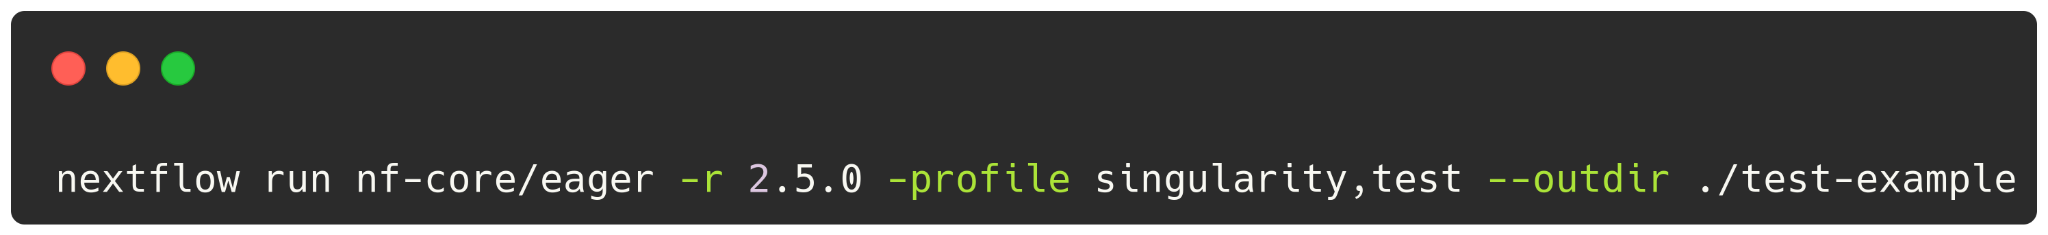 nextflow run nf-core/eager -r 2.5.0 -profile singularity,test --outdir ./test-example